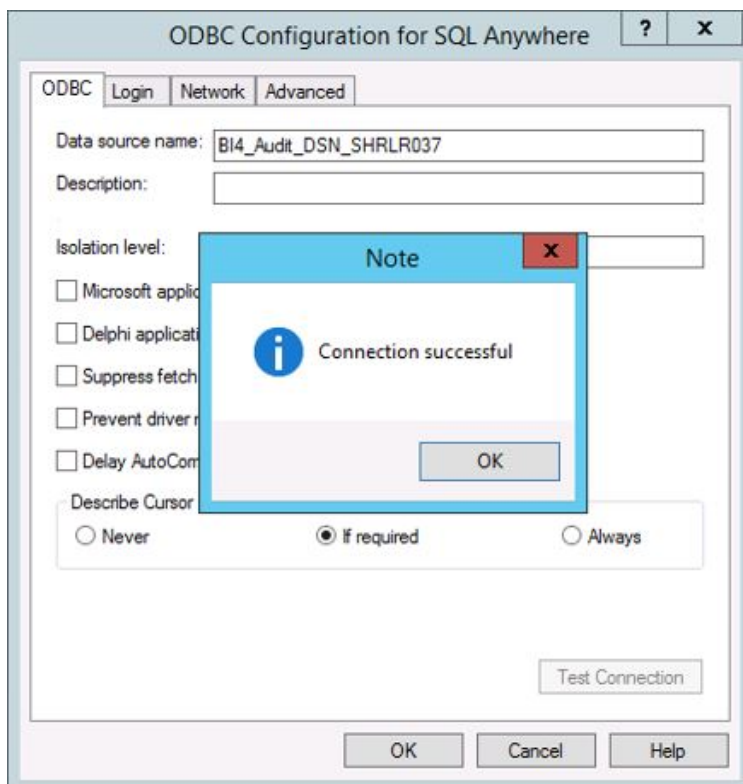 ODBC Configuration for SQL Anywhere
? x
ODBC Login Network Advanced
Data source name: BI4_Audit_DSN_SHRLR037
Description:
Isolation level:
Note
x
Microsoft applic
Delphi applicati
Connection successful
Suppress fetch
Prevent driver r
Delay AutoCom
OK
Describe Cursor
Never If required Always
Test Connection
OK Cancel Help